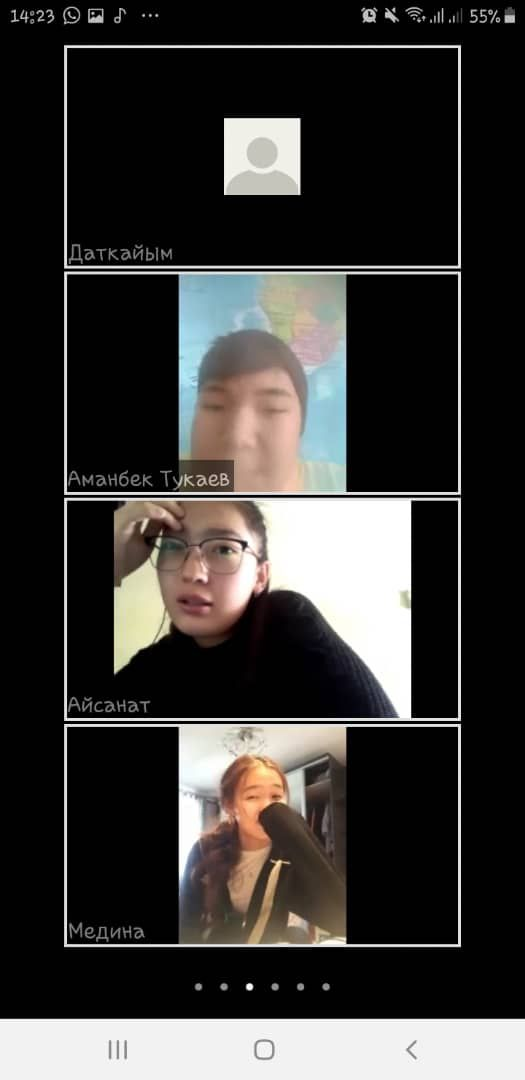 14:23
55%
Даткайым
Аманбек Тукаев
Айсанат
Медина